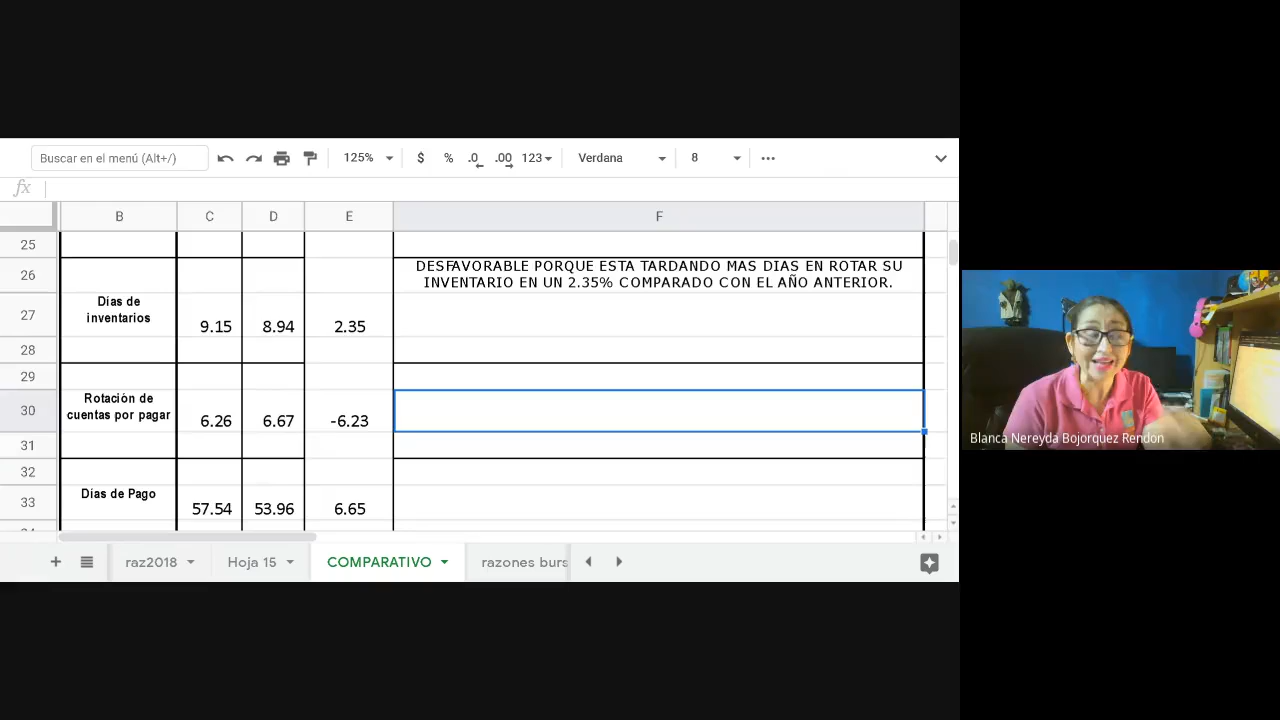 Buscar en el menú (Alt+/)
125%
$
%
.0
.00
123
Verdana
8
fx
B
C
D
E
F
25
26
DESFAVORABLE PORQUE ESTA TARDANDO MAS DIAS EN ROTAR SU
INVENTARIO EN UN 2.35% COMPARADO CON EL AÑO ANTERIOR.
27
Días de
inventarios
9.15
8.94
2.35
28
29
30
Rotación de
cuentas por pagar
6.26
6.67
-6.23
31
32
33
Días de Pago
57.54
53.96
6.65
raz2018
Hoja 15
COMPARATIVO
razones burs
Blanca Nereyda Bojorquez Rendon